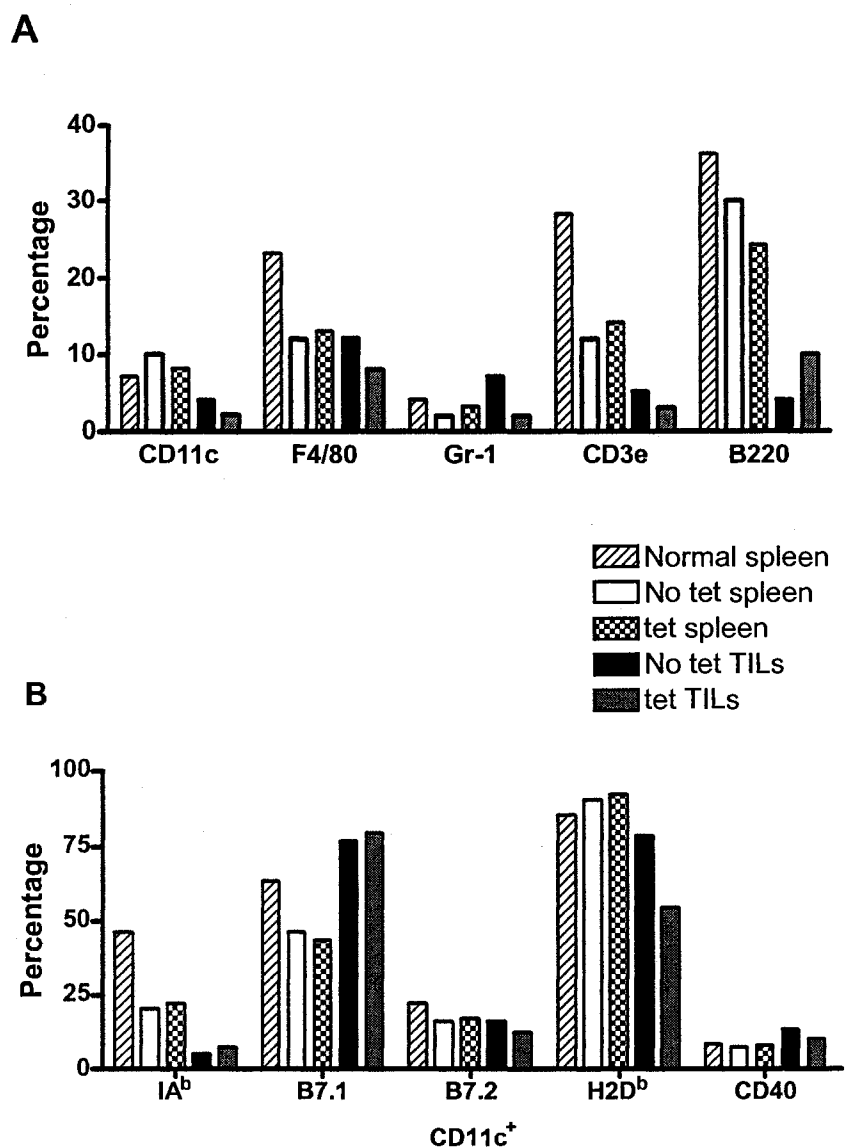 A
40
30
20
10
0
Percentage
CD11c F4/80 Gr-1 CD3e B220
Normal spleen
No tet spleen
tet spleen
No tet TILs
tet TILs
B
100
75
50
25
0
Percentage
IAᵇ B7.1 B7.2 H2Dᵇ CD40
CD11c⁺